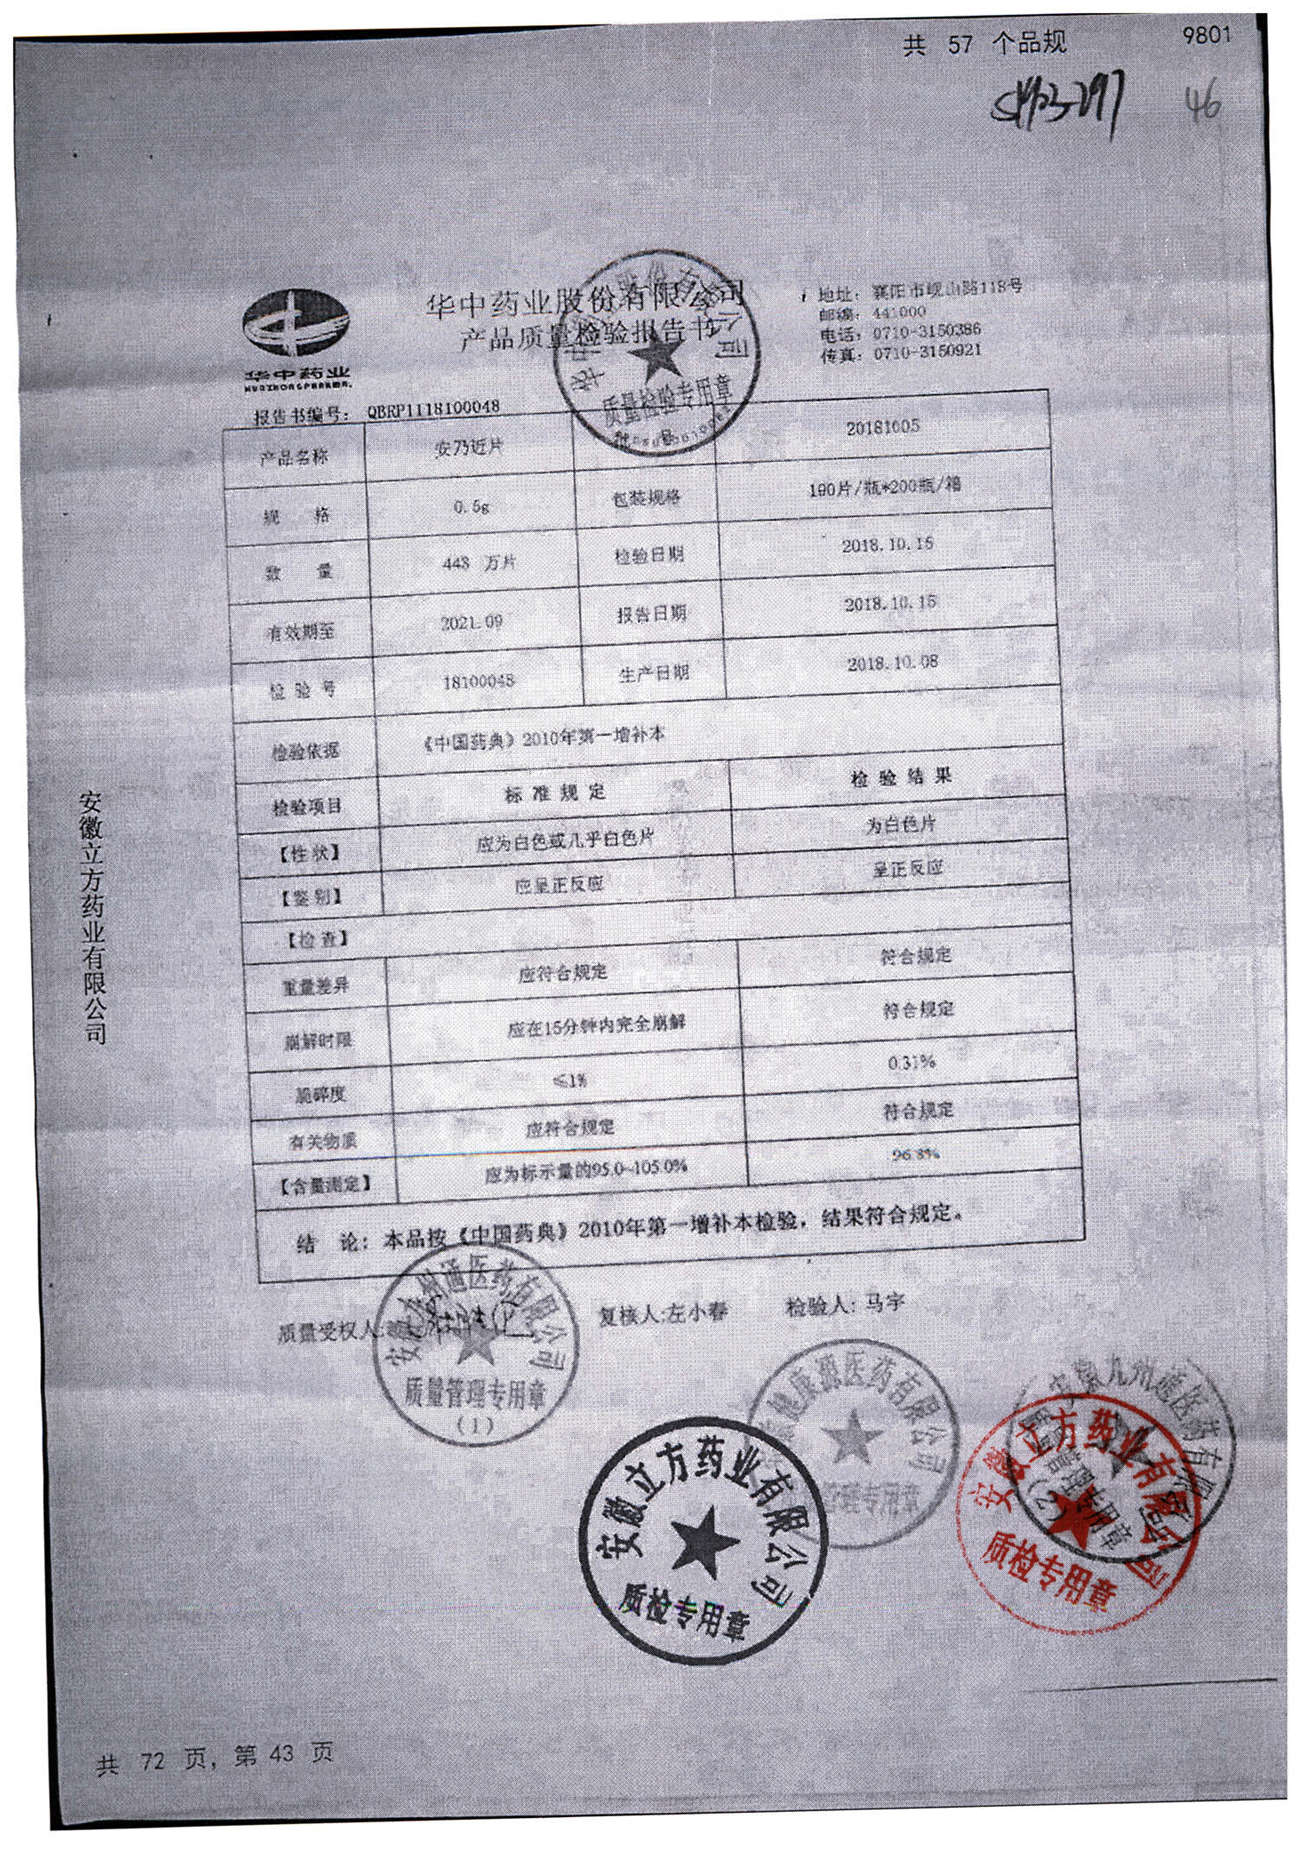 共 57 个品规 9801
46
华中药业股份有限公司
产品质量检验报告书
地址：襄阳市岘山路118号
邮编：441000
电话：0710-3150386
传真：0710-3150921
华中药业
HUAZHONGPHARMA.
报告书编号： QBRP1118100048
产品名称 安乃近片 批 号 20181005
规 格 0.5g 包装规格 100片/瓶*200瓶/箱
数 量 448 万片 检验日期 2018.10.15
有效期至 2021.09 报告日期 2018.10.15
检 验 号 18100048 生产日期 2018.10.08
检验依据 《中国药典》2010年第一增补本
检验项目 标 准 规 定 检 验 结 果
【性 状】 应为白色或几乎白色片 为白色片
【鉴 别】 应呈正反应 呈正反应
【检 查】
重量差异 应符合规定 符合规定
崩解时限 应在15分钟内完全崩解 符合规定
脆碎度 ≤1% 0.31%
有关物质 应符合规定 符合规定
【含量测定】 应为标示量的95.0~105.0% 96.8%
结 论：本品按《中国药典》2010年第一增补本检验，结果符合规定。
质量受权人: 复核人:左小春 检验人: 马宇
质量检验专用章
质量管理专用章
(1)
安徽立方药业有限公司
质检专用章
安徽立方药业有限公司
质检专用章
安徽立方药业有限公司
共 72 页，第 43 页